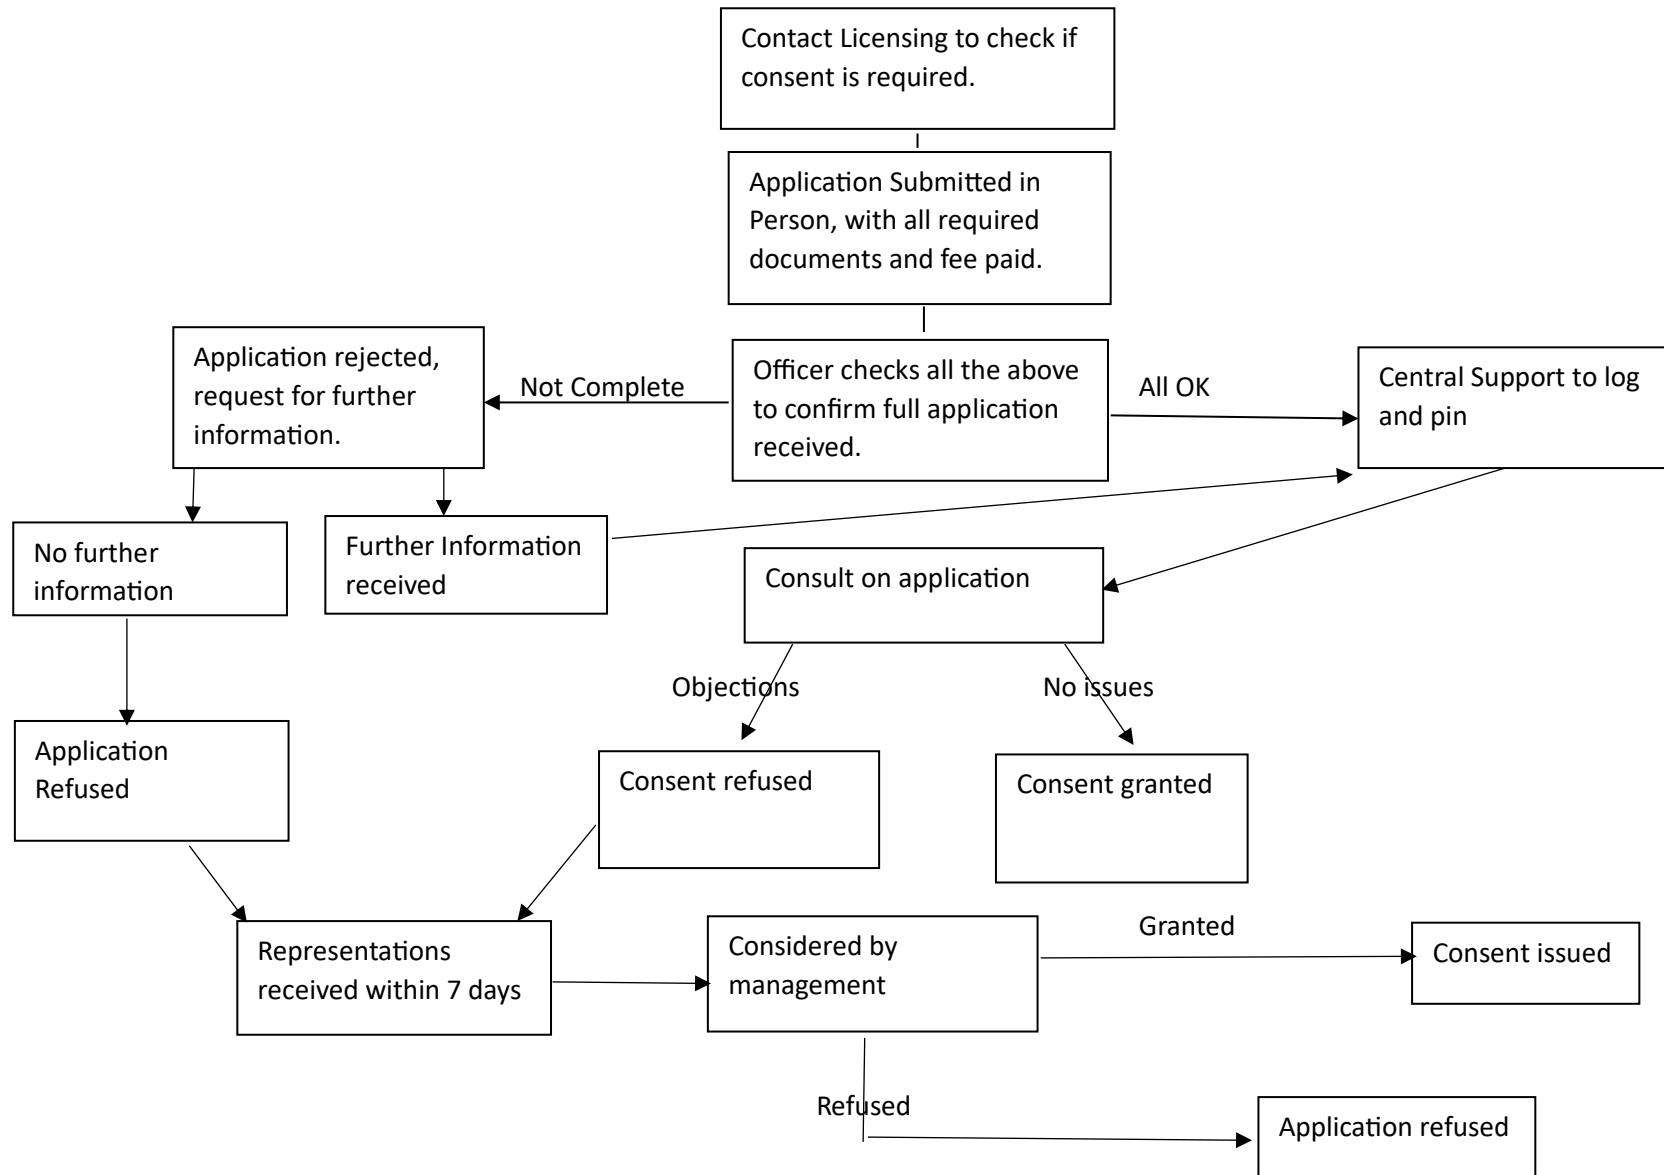 Contact Licensing to check if
consent is required.
Application Submitted in
Person, with all required
documents and fee paid.
Application rejected,
request for further
information.
Not Complete
Officer checks all the above
to confirm full application
received.
All OK
Central Support to log
and pin
No further
information
Further Information
received
Consult on application
Objections
No issues
Application
Refused
Consent refused
Consent granted
Representations
received within 7 days
Considered by
management
Granted
Consent issued
Refused
Application refused